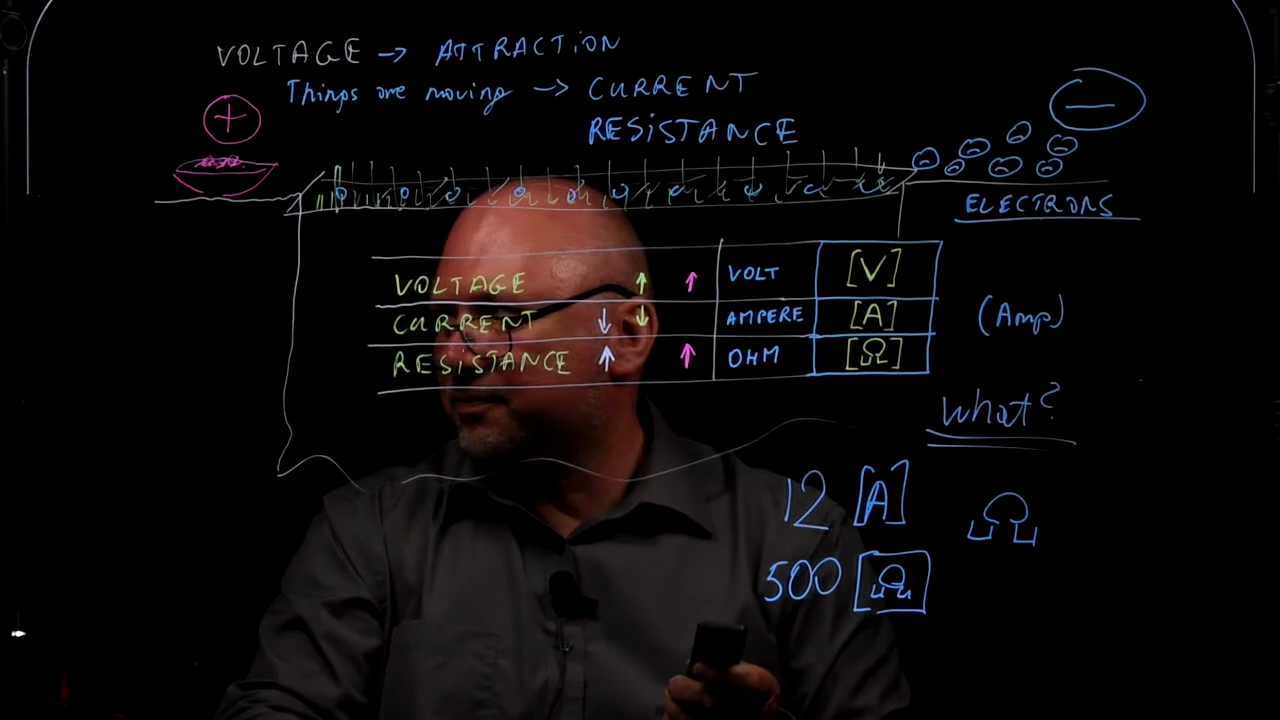 VOLTAGE → ATTRACTION
Things are moving → CURRENT
RESISTANCE
+
−
ELECTRONS
VOLTAGE ↑ ↑ VOLT [V]
CURRENT ↓ ↓ AMPERE [A] (Amp)
RESISTANCE ↑ ↑ OHM [Ω]
What?
12 [A]
Ω
500 [Ω]